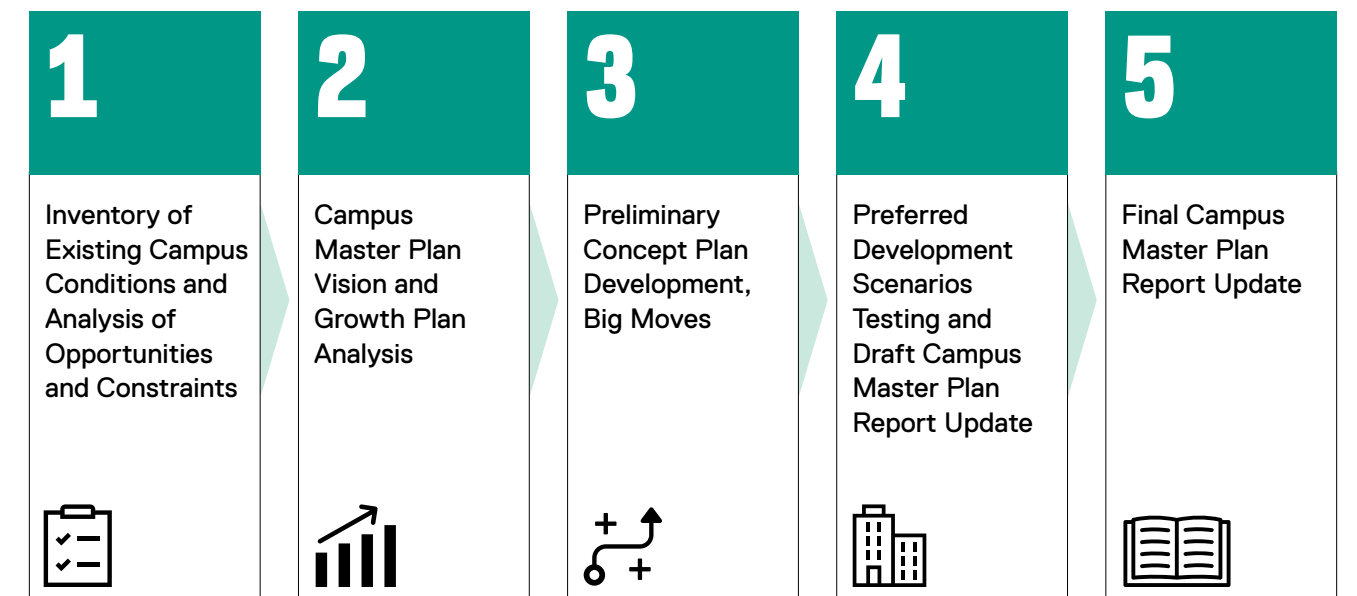 1
Inventory of
Existing Campus
Conditions and
Analysis of
Opportunities
and Constraints
2
Campus
Master Plan
Vision and
Growth Plan
Analysis
3
Preliminary
Concept Plan
Development,
Big Moves
4
Preferred
Development
Scenarios
Testing and
Draft Campus
Master Plan
Report Update
5
Final Campus
Master Plan
Report Update